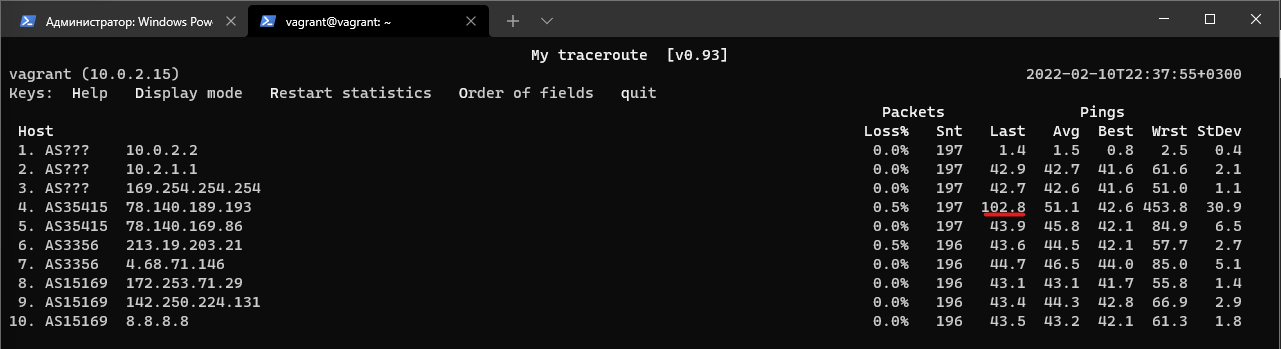 Администратор: Windows Pow
vagrant@vagrant: ~
My traceroute [v0.93]
vagrant (10.0.2.15) 2022-02-10T22:37:55+0300
Keys: Help Display mode Restart statistics Order of fields quit
Packets Pings
Host Loss% Snt Last Avg Best Wrst StDev
1. AS??? 10.0.2.2 0.0% 197 1.4 1.5 0.8 2.5 0.4
2. AS??? 10.2.1.1 0.0% 197 42.9 42.7 41.6 61.6 2.1
3. AS??? 169.254.254.254 0.0% 197 42.7 42.6 41.6 51.0 1.1
4. AS35415 78.140.189.193 0.5% 197 102.8 51.1 42.6 453.8 30.9
5. AS35415 78.140.169.86 0.0% 197 43.9 45.8 42.1 84.9 6.5
6. AS3356 213.19.203.21 0.5% 196 43.6 44.5 42.1 57.7 2.7
7. AS3356 4.68.71.146 0.0% 196 44.7 46.5 44.0 85.0 5.1
8. AS15169 172.253.71.29 0.0% 196 43.1 43.1 41.7 55.8 1.4
9. AS15169 142.250.224.131 0.0% 196 43.4 44.3 42.8 66.9 2.9
10. AS15169 8.8.8.8 0.0% 196 43.5 43.2 42.1 61.3 1.8